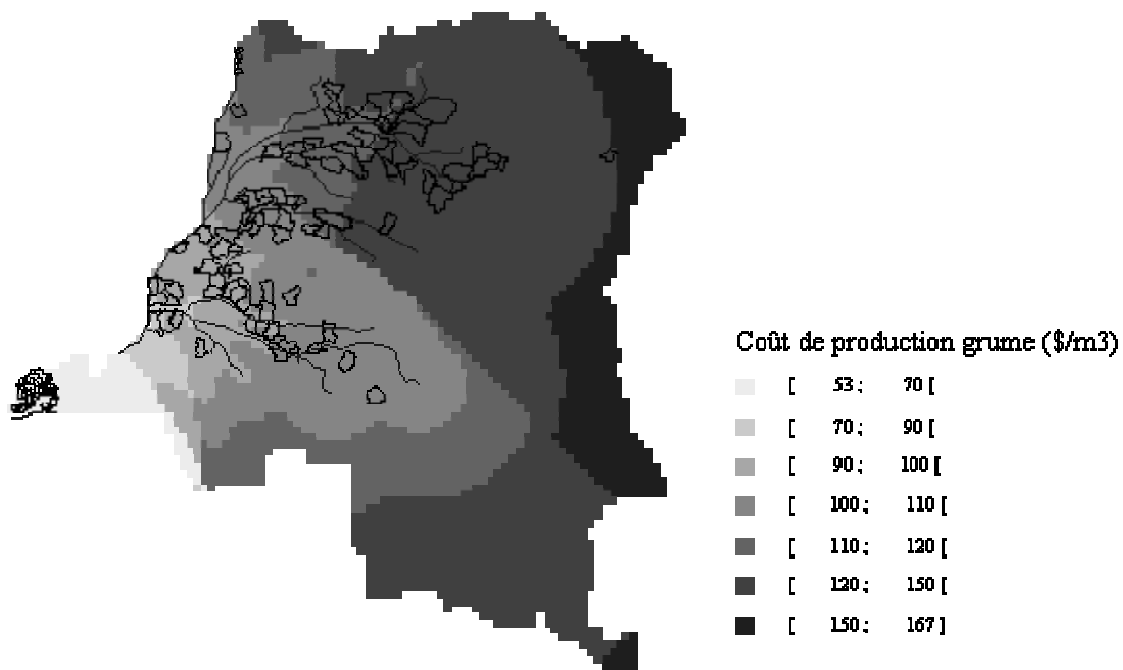 Coût de production grume ($/m3)
[ 53 ; 70 [
[ 70 ; 90 [
[ 90 ; 100 [
[ 100 ; 110 [
[ 110 ; 120 [
[ 120 ; 150 [
[ 150 ; 167 ]